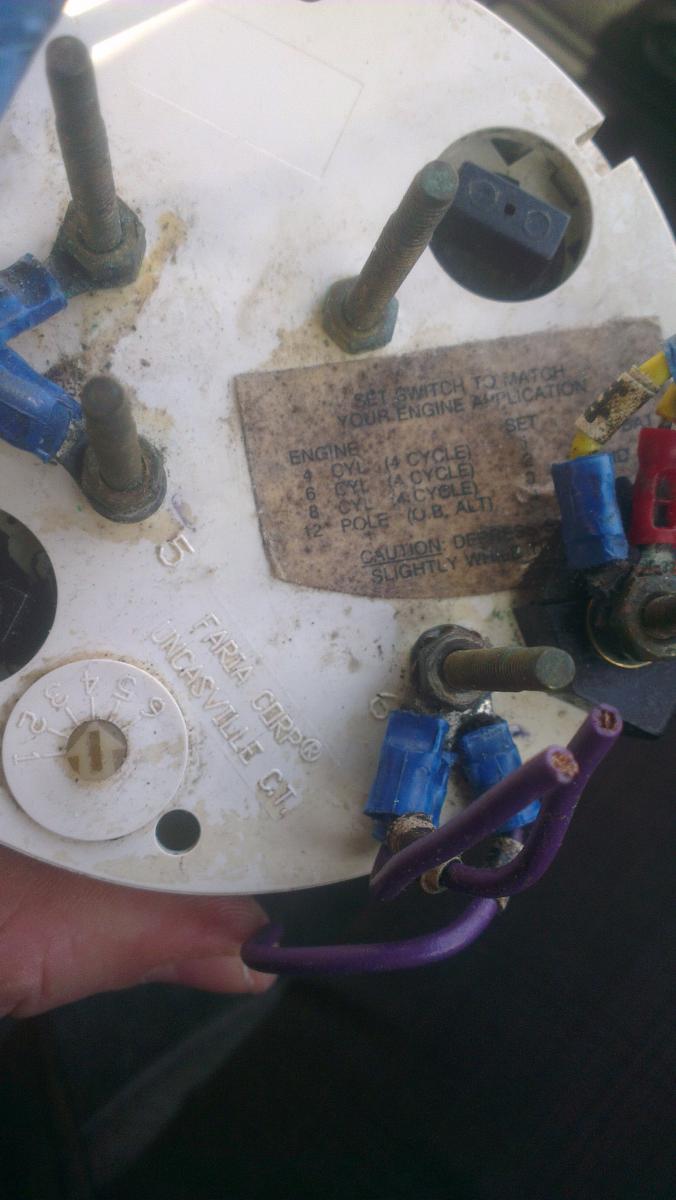 SET SWITCH TO MATCH
YOUR ENGINE APPLICATION
ENGINE SET
4 CYL (4 CYCLE)
6 CYL (4 CYCLE)
8 CYL (4 CYCLE)
12 POLE (O.B. ALT)
CAUTION:
SLIGHTLY
5
FARIA CORP®
UNCASVILLE CT.
6
1 2 3 4 5 6